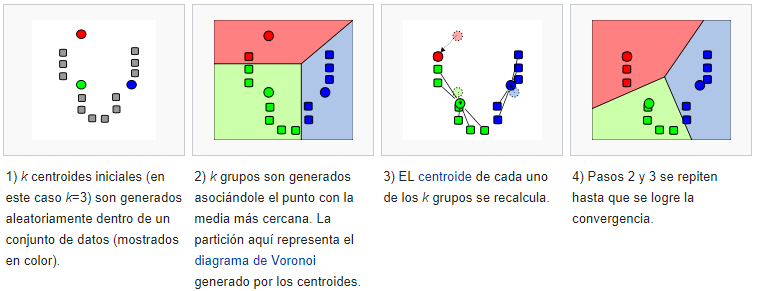 1) k centroides iniciales (en
este caso k=3) son generados
aleatoriamente dentro de un
conjunto de datos (mostrados
en color).
2) k grupos son generados
asociándole el punto con la
media más cercana. La
partición aquí representa el
diagrama de Voronoi
generado por los centroides.
3) EL centroide de cada uno
de los k grupos se recalcula.
4) Pasos 2 y 3 se repiten
hasta que se logre la
convergencia.